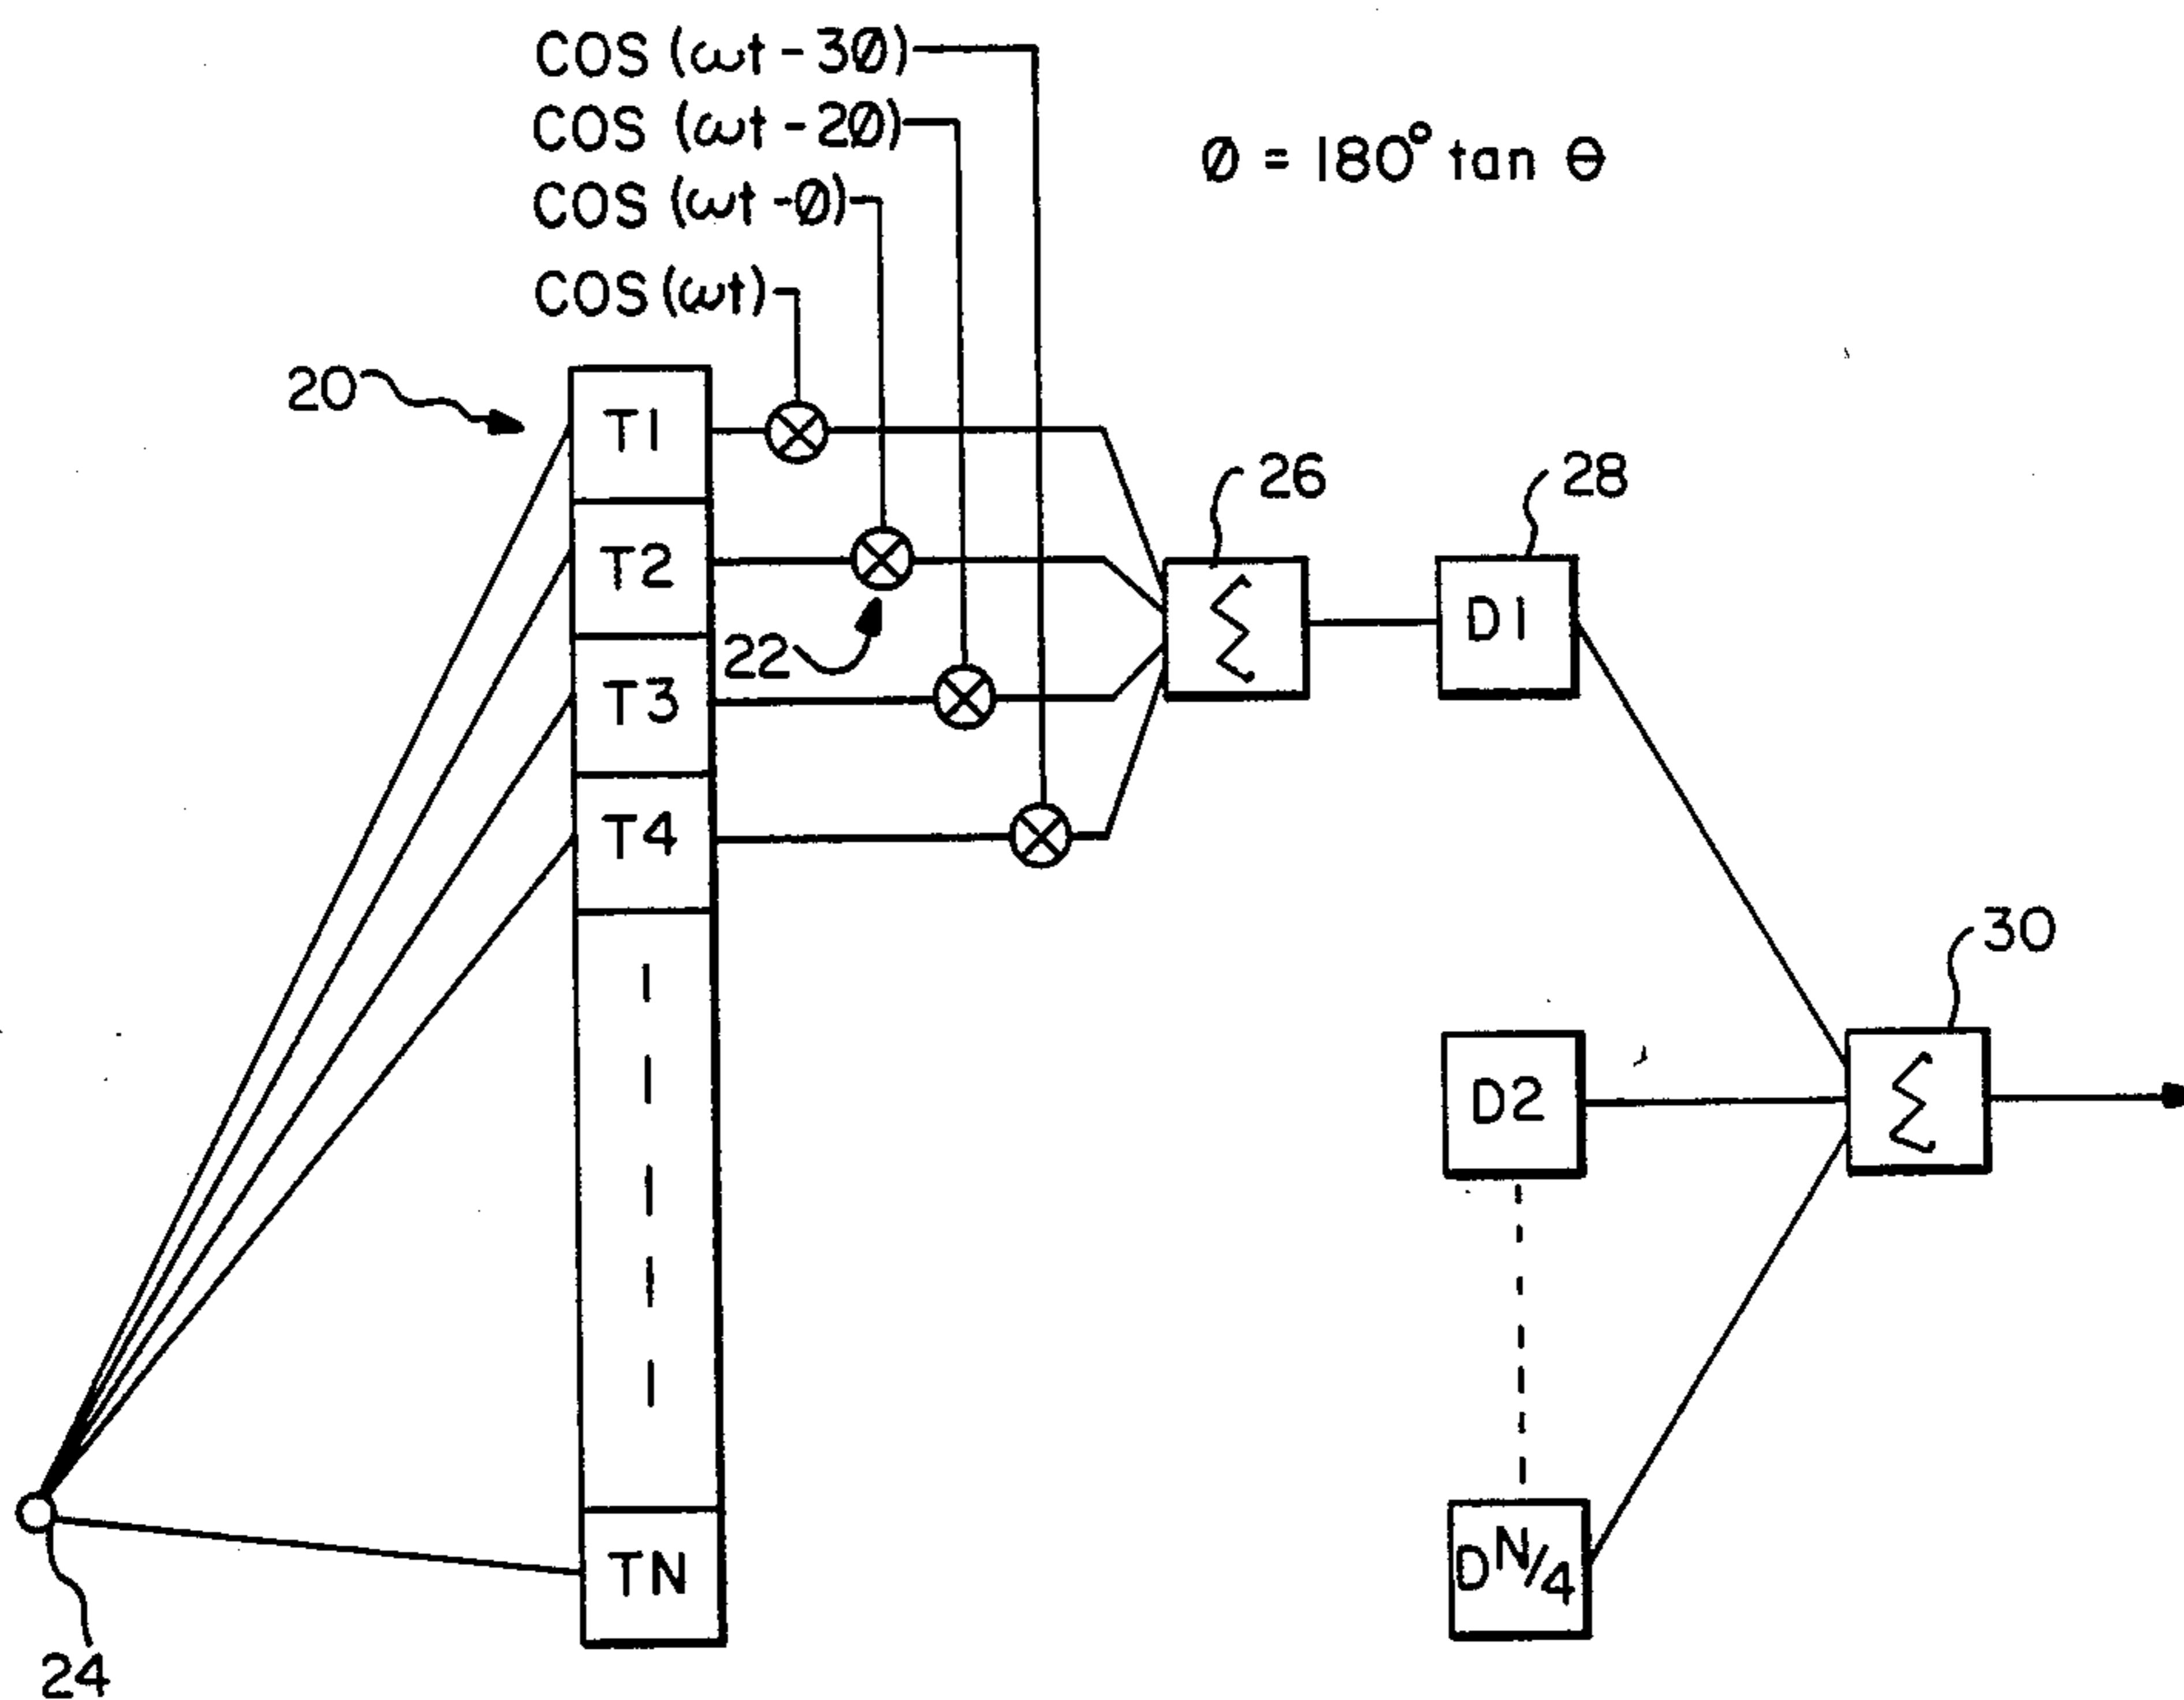 COS (ωt - 3Ø)
COS (ωt - 2Ø)
COS (ωt - Ø)
COS (ωt)
Ø = 180° tan θ
20
T1
T2
T3
T4
TN
22
24
26
Σ
28
D1
D2
D N/4
30
Σ